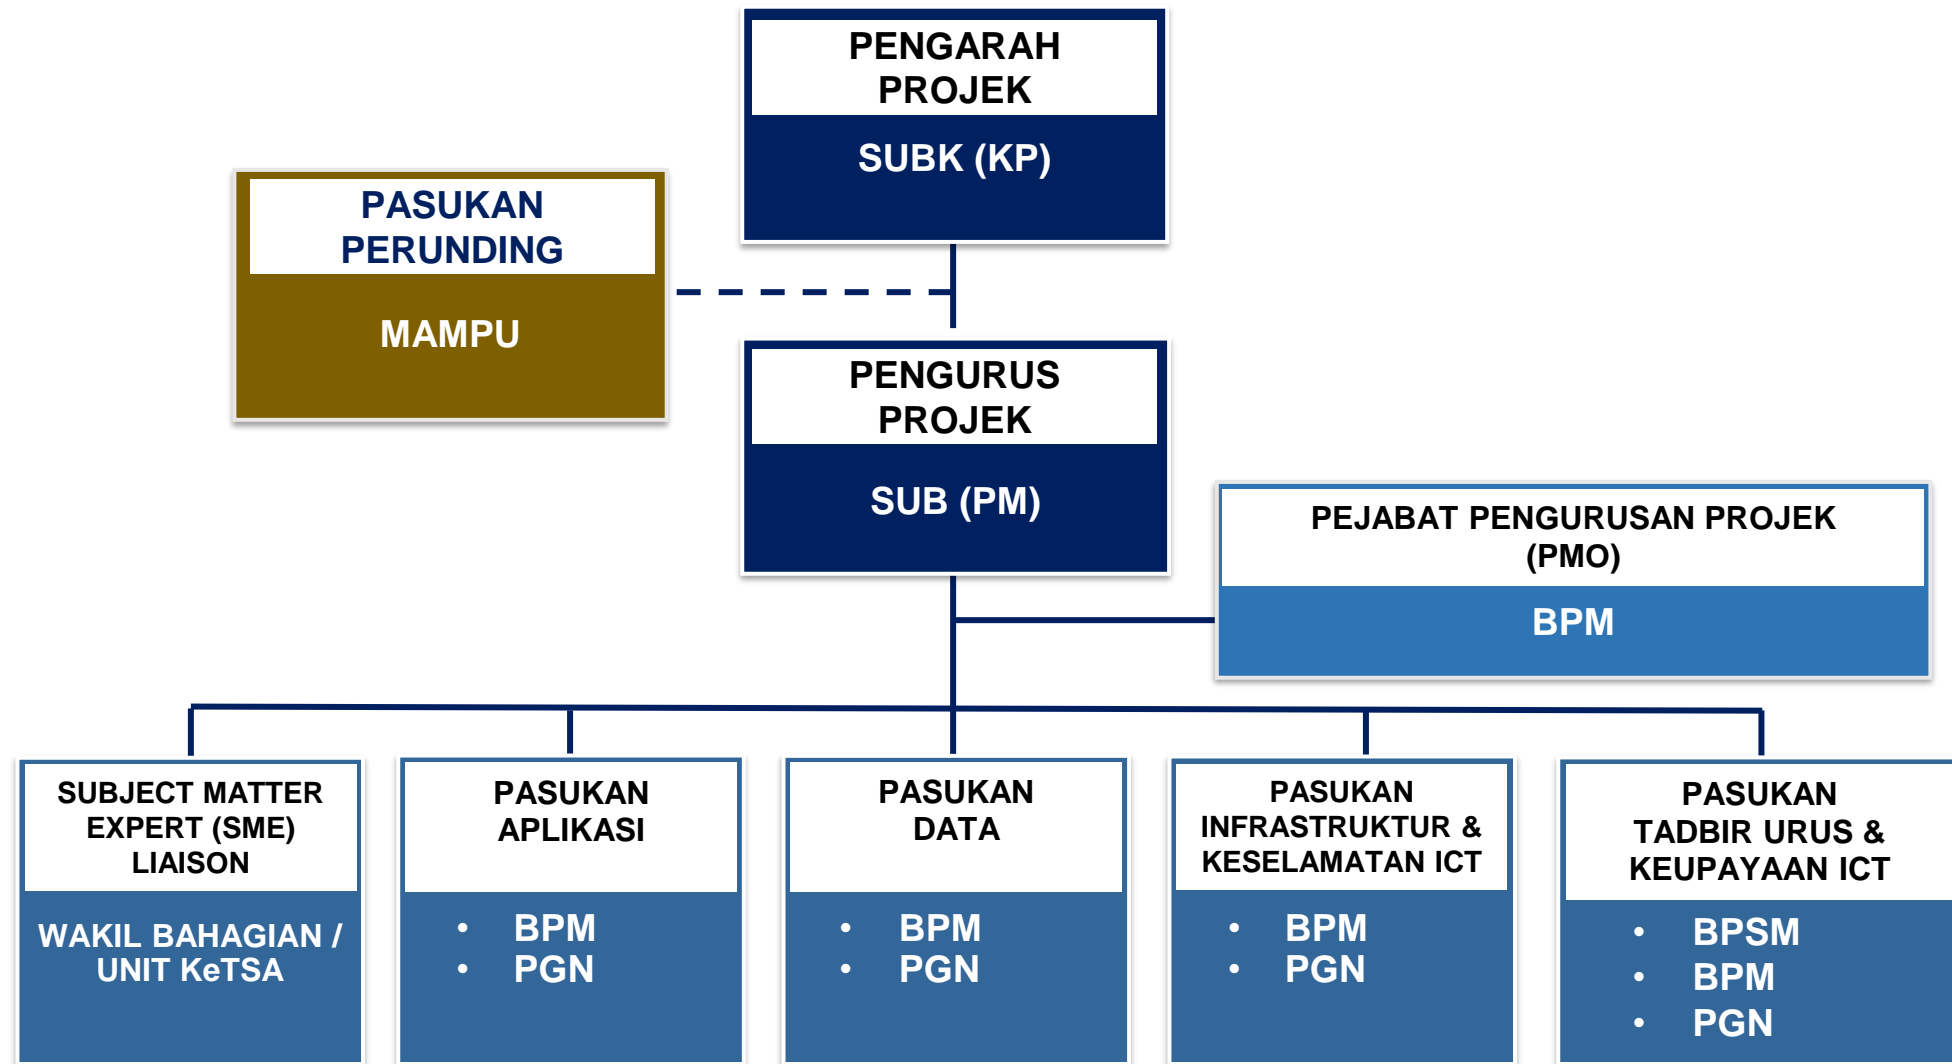 PENGARAH
PROJEK
SUBK (KP)
PASUKAN
PERUNDING
MAMPU
PENGURUS
PROJEK
SUB (PM)
PEJABAT PENGURUSAN PROJEK
(PMO)
BPM
SUBJECT MATTER
EXPERT (SME)
LIAISON
WAKIL BAHAGIAN /
UNIT KeTSA
PASUKAN
APLIKASI
• BPM
• PGN
PASUKAN
DATA
• BPM
• PGN
PASUKAN
INFRASTRUKTUR &
KESELAMATAN ICT
• BPM
• PGN
PASUKAN
TADBIR URUS &
KEUPAYAAN ICT
• BPSM
• BPM
• PGN